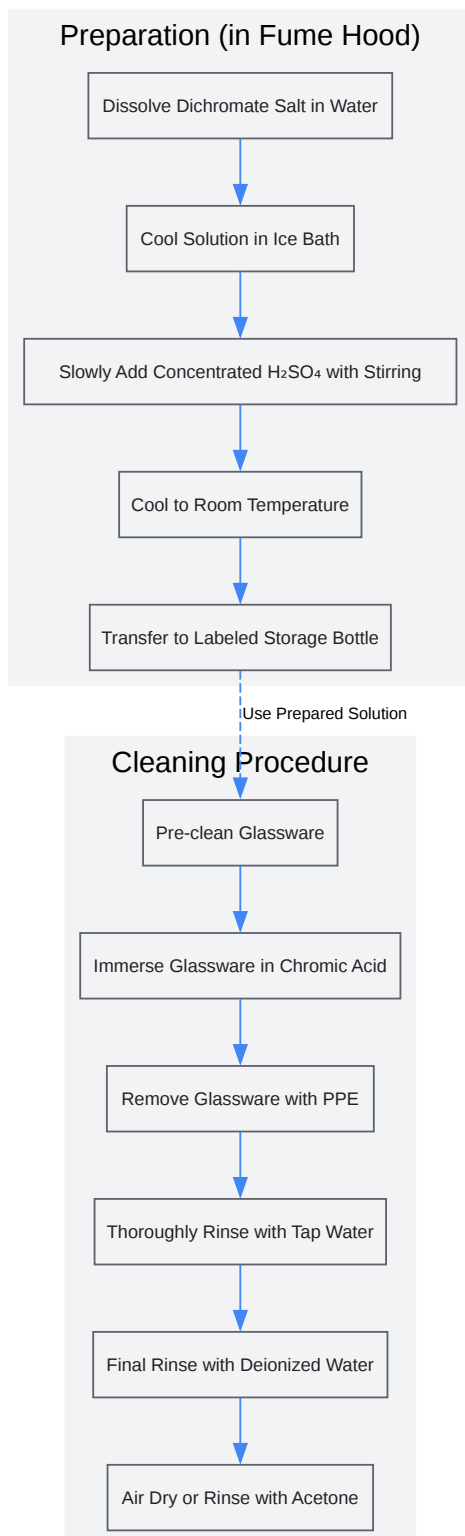 Preparation (in Fume Hood)
Dissolve Dichromate Salt in Water
Cool Solution in Ice Bath
Slowly Add Concentrated H₂SO₄ with Stirring
Cool to Room Temperature
Transfer to Labeled Storage Bottle
Use Prepared Solution
Cleaning Procedure
Pre-clean Glassware
Immerse Glassware in Chromic Acid
Remove Glassware with PPE
Thoroughly Rinse with Tap Water
Final Rinse with Deionized Water
Air Dry or Rinse with Acetone